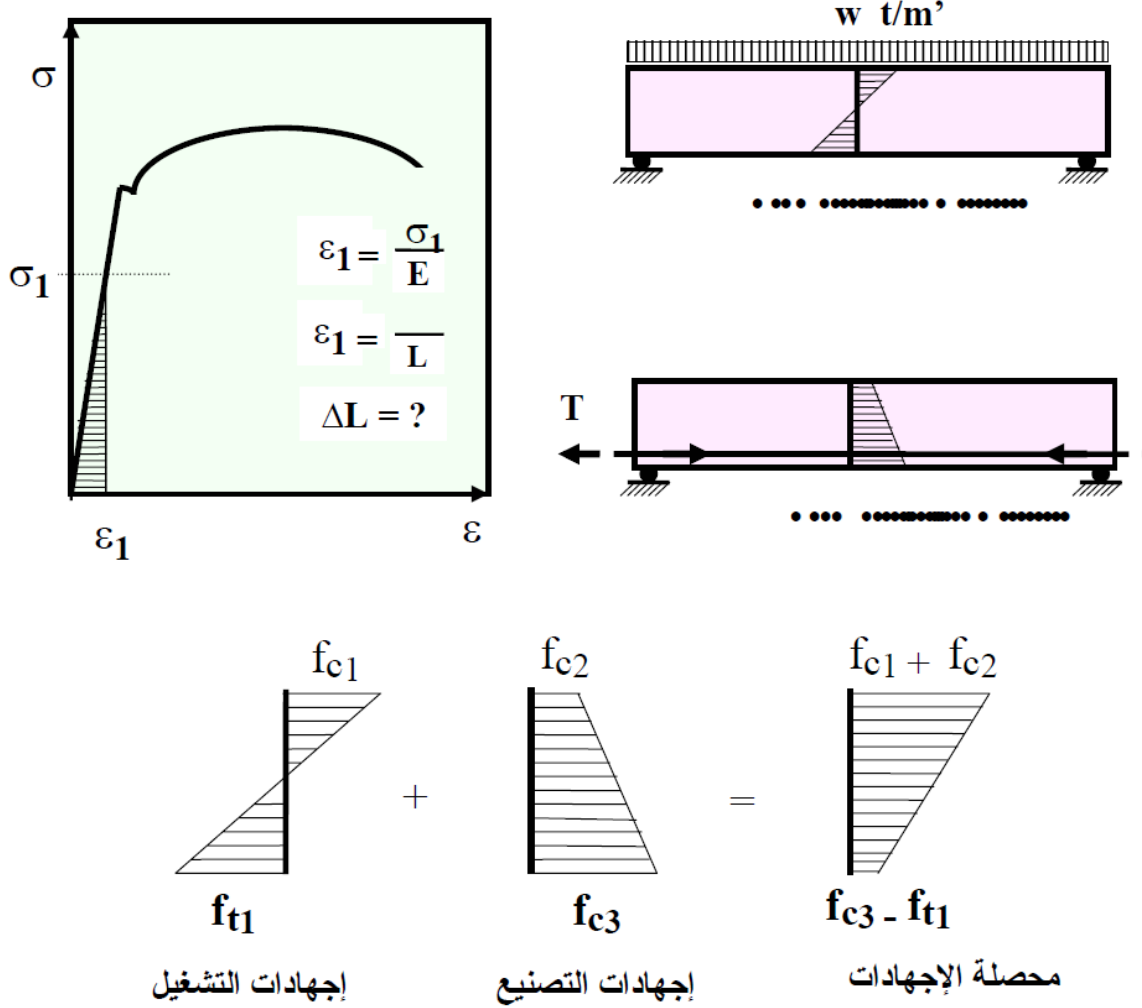 σ
σ1
ε1 = σ1 / E
ε1 = / L
ΔL = ?
ε1
ε
w t/m’
T
fc1
fc2
fc1 + fc2
+
=
ft1
fc3
fc3 - ft1
إجهادات التشغيل
إجهادات التصنيع
محصلة الإجهادات